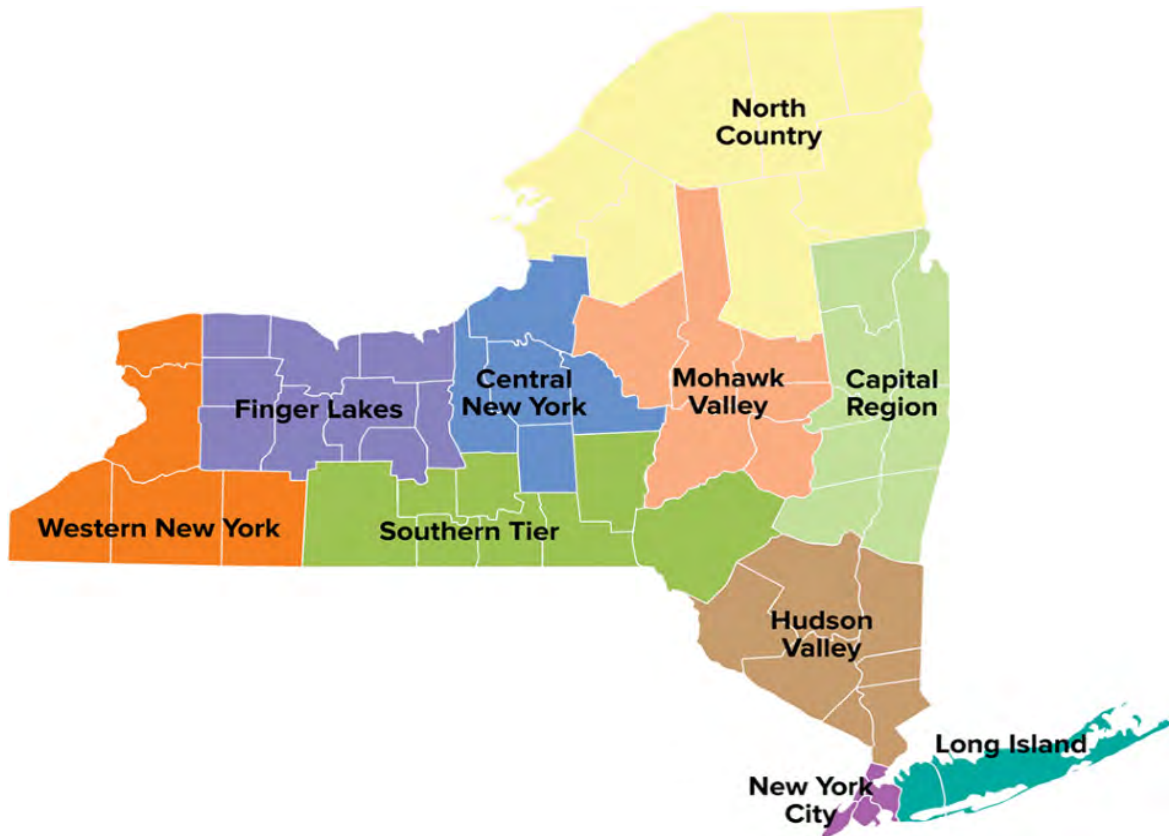 North
Country
Finger Lakes
Central
New York
Mohawk
Valley
Capital
Region
Western New York
Southern Tier
Hudson
Valley
Long Island
New York
City